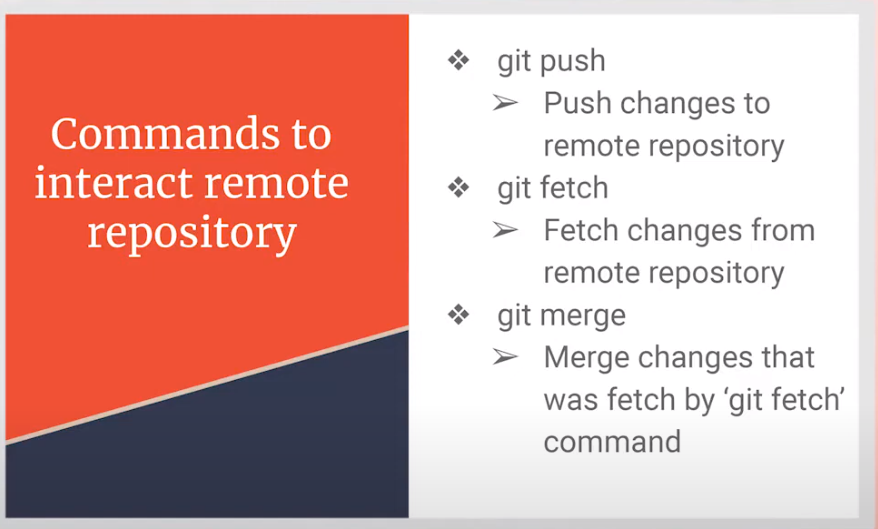 Commands to
interact remote
repository
❖ git push
➢ Push changes to
remote repository
❖ git fetch
➢ Fetch changes from
remote repository
❖ git merge
➢ Merge changes that
was fetch by ‘git fetch’
command